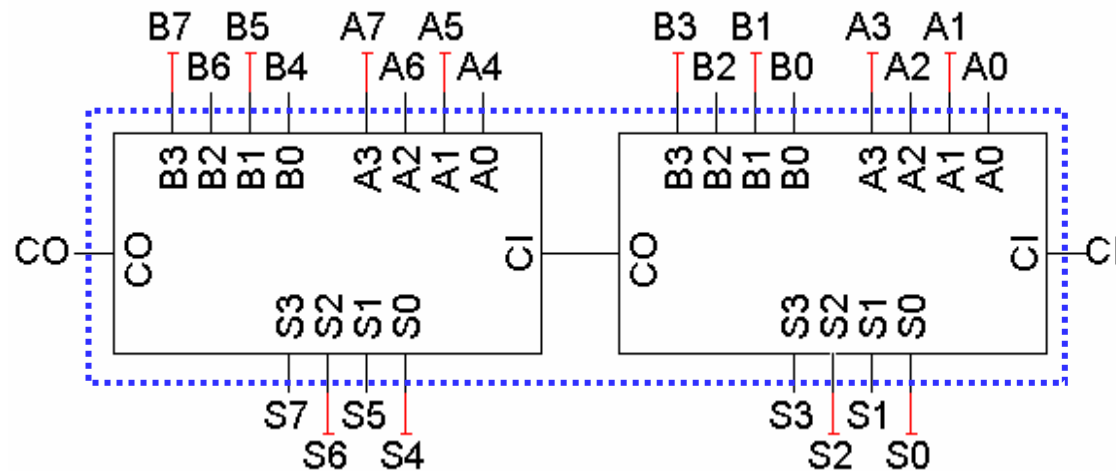 B7 B5 A7 A5 B3 B1 A3 A1
B6 B4 A6 A4 B2 B0 A2 A0
B3 B2 B1 B0 A3 A2 A1 A0 B3 B2 B1 B0 A3 A2 A1 A0
CO CO CI CO CI CI
S3 S2 S1 S0 S3 S2 S1 S0
S7 S5 S3 S1
S6 S4 S2 S0